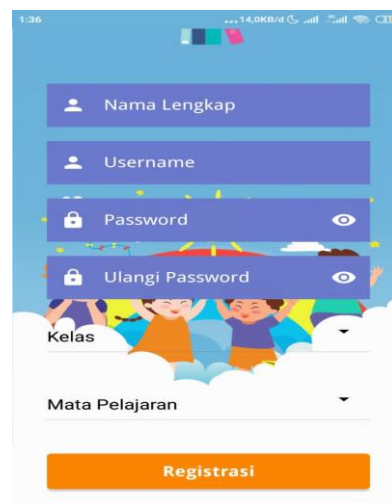 1:36 ...14,0KB/d
Nama Lengkap
Username
Password
Ulangi Password
Kelas
Mata Pelajaran
Registrasi